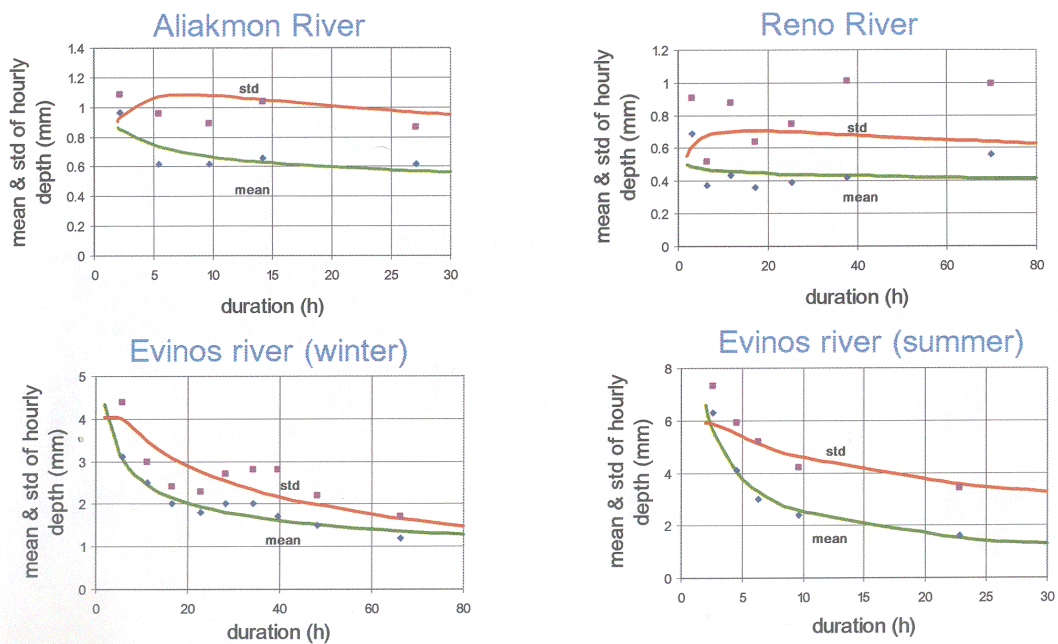 Aliakmon River
mean & std of hourly
depth (mm)
1.4
1.2
1
0.8
0.6
0.4
0.2
0
std
mean
0 5 10 15 20 25 30
duration (h)
Reno River
mean & std of hourly
depth (mm)
1.2
1
0.8
0.6
0.4
0.2
0
std
mean
0 20 40 60 80
duration (h)
Evinos river (winter)
mean & std of hourly
depth (mm)
5
4
3
2
1
0
std
mean
0 20 40 60 80
duration (h)
Evinos river (summer)
mean & std of hourly
depth (mm)
8
6
4
2
0
std
mean
0 5 10 15 20 25 30
duration (h)